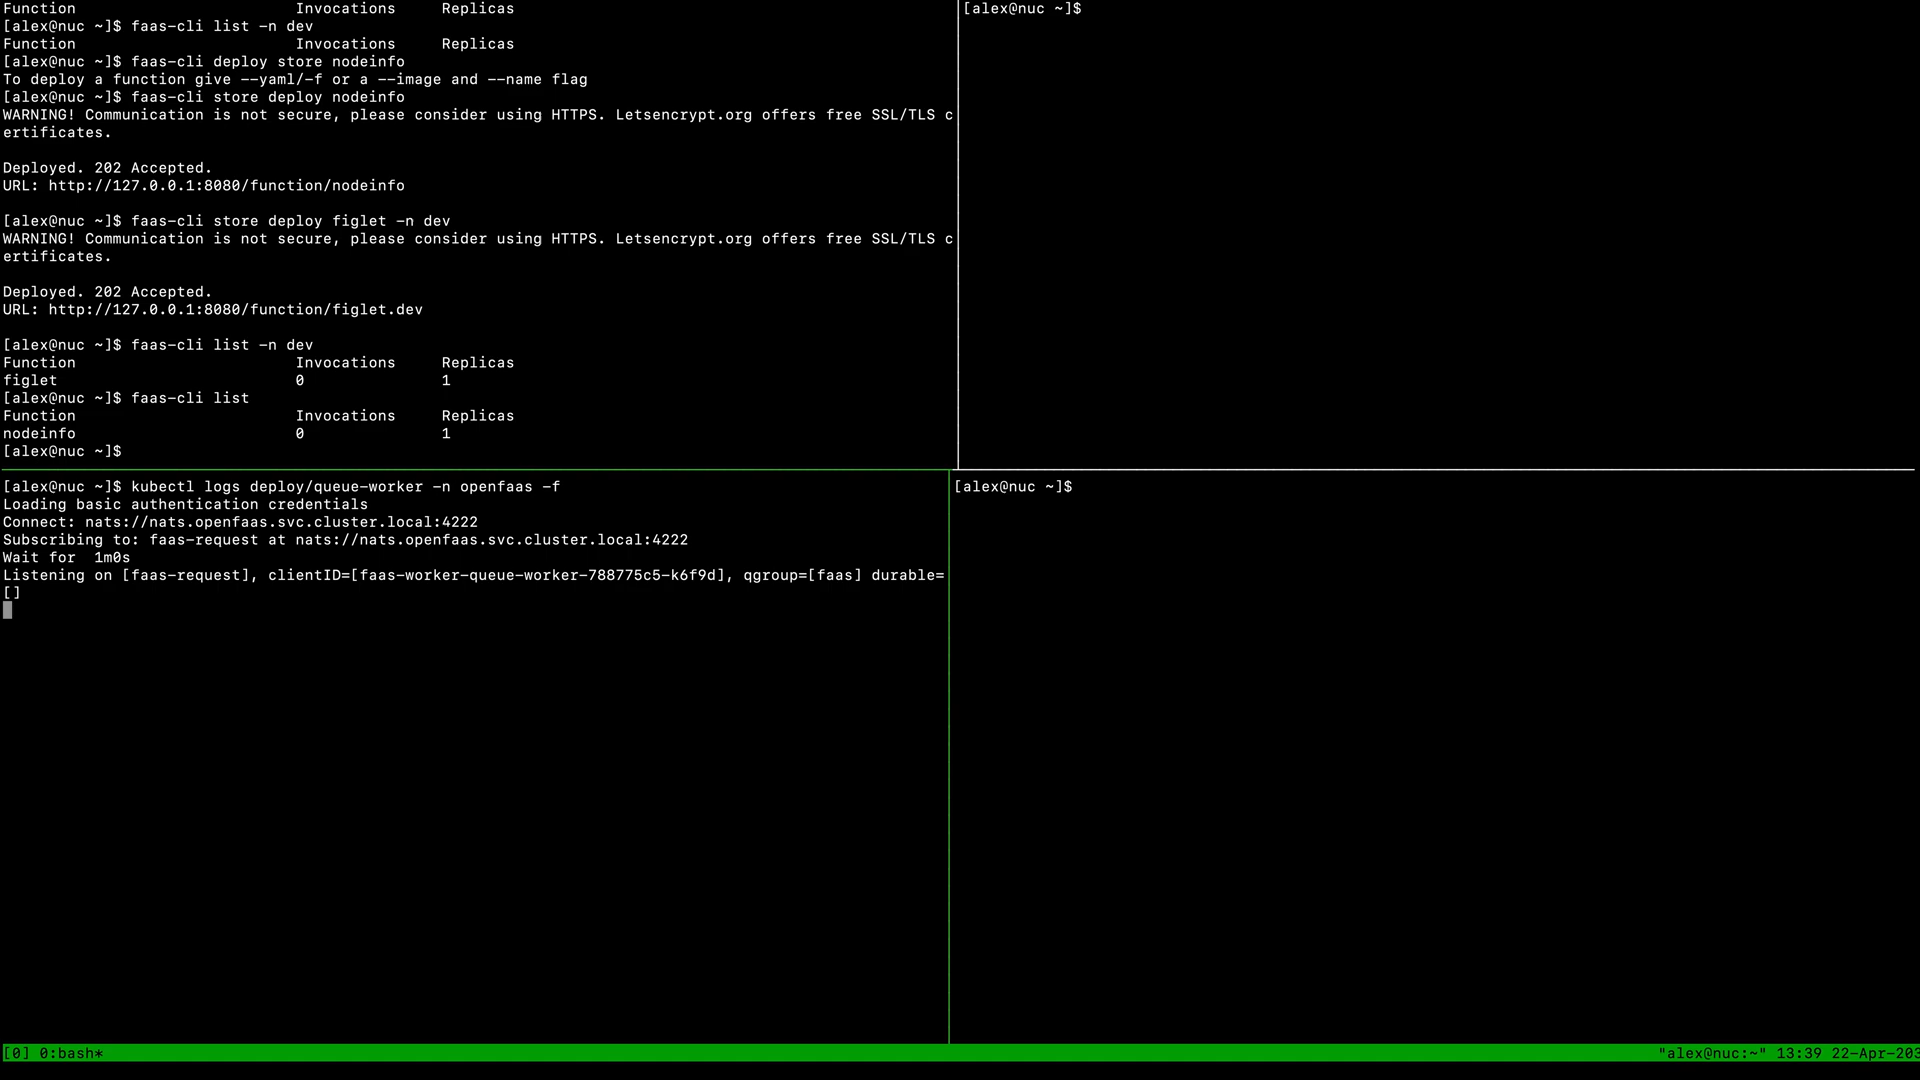 Function                        Invocations     Replicas
[alex@nuc ~]$ faas-cli list -n dev
Function                        Invocations     Replicas
[alex@nuc ~]$ faas-cli deploy store nodeinfo
To deploy a function give --yaml/-f or a --image and --name flag
[alex@nuc ~]$ faas-cli store deploy nodeinfo
WARNING! Communication is not secure, please consider using HTTPS. Letsencrypt.org offers free SSL/TLS c
ertificates.
Deployed. 202 Accepted.
URL: http://127.0.0.1:8080/function/nodeinfo
[alex@nuc ~]$ faas-cli store deploy figlet -n dev
WARNING! Communication is not secure, please consider using HTTPS. Letsencrypt.org offers free SSL/TLS c
ertificates.
Deployed. 202 Accepted.
URL: http://127.0.0.1:8080/function/figlet.dev
[alex@nuc ~]$ faas-cli list -n dev
Function                        Invocations     Replicas
figlet                          0               1
[alex@nuc ~]$ faas-cli list
Function                        Invocations     Replicas
nodeinfo                        0               1
[alex@nuc ~]$
[alex@nuc ~]$
[alex@nuc ~]$ kubectl logs deploy/queue-worker -n openfaas -f
Loading basic authentication credentials
Connect: nats://nats.openfaas.svc.cluster.local:4222
Subscribing to: faas-request at nats://nats.openfaas.svc.cluster.local:4222
Wait for  1m0s
Listening on [faas-request], clientID=[faas-worker-queue-worker-788775c5-k6f9d], qgroup=[faas] durable=
[]
[alex@nuc ~]$
[0] 0:bash*
"alex@nuc:~" 13:39 22-Apr-203